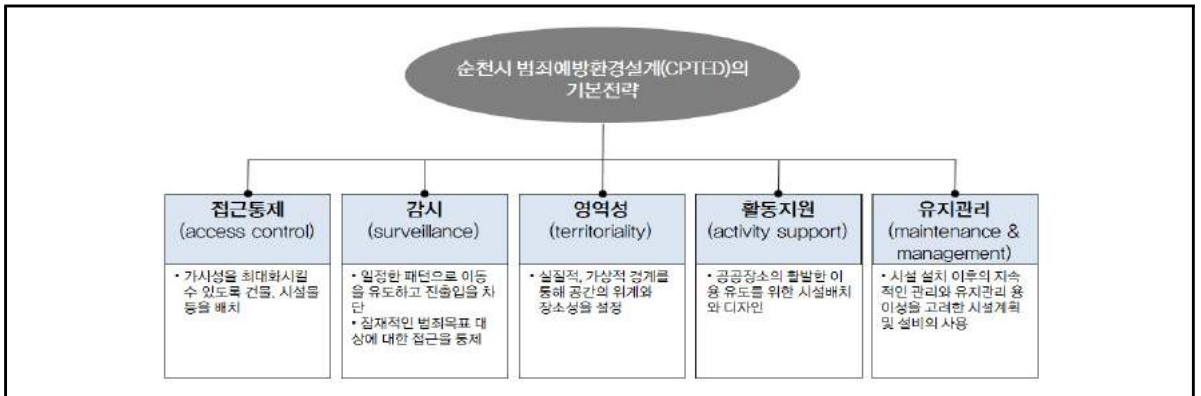 순천시 범죄예방환경설계(CPTED)의
기본전략
접근통제
(access control)
• 가시성을 최대화시킬
수 있도록 건물, 시설물
등을 배치
감시
(surveillance)
• 일정한 패턴으로 이동
을 유도하고 진출입을 차
단
• 잠재적인 범죄목표 대
상에 대한 접근을 통제
영역성
(territoriality)
• 실질적, 가상적 경계를
통해 공간의 위계와
장소성을 설정
활동지원
(activity support)
• 공공장소의 활발한 이
용 유도를 위한 시설배치
와 디자인
유지관리
(maintenance &
management)
• 시설 설치 이후의 지속
적인 관리와 유지관리 용
이성을 고려한 시설계획
및 설비의 사용